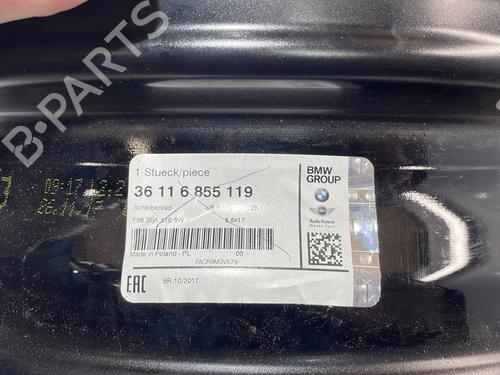 B-PARTS
1 Stueck/piece
36 11 6 855 119
Scheibenrad
F56 Styl. 510 SW 5,5x17
Made in Poland - PL 00
7ACR9M3VX79
EAC BR 10/2017
BMW
GROUP
Rolls-Royce
Motor Cars